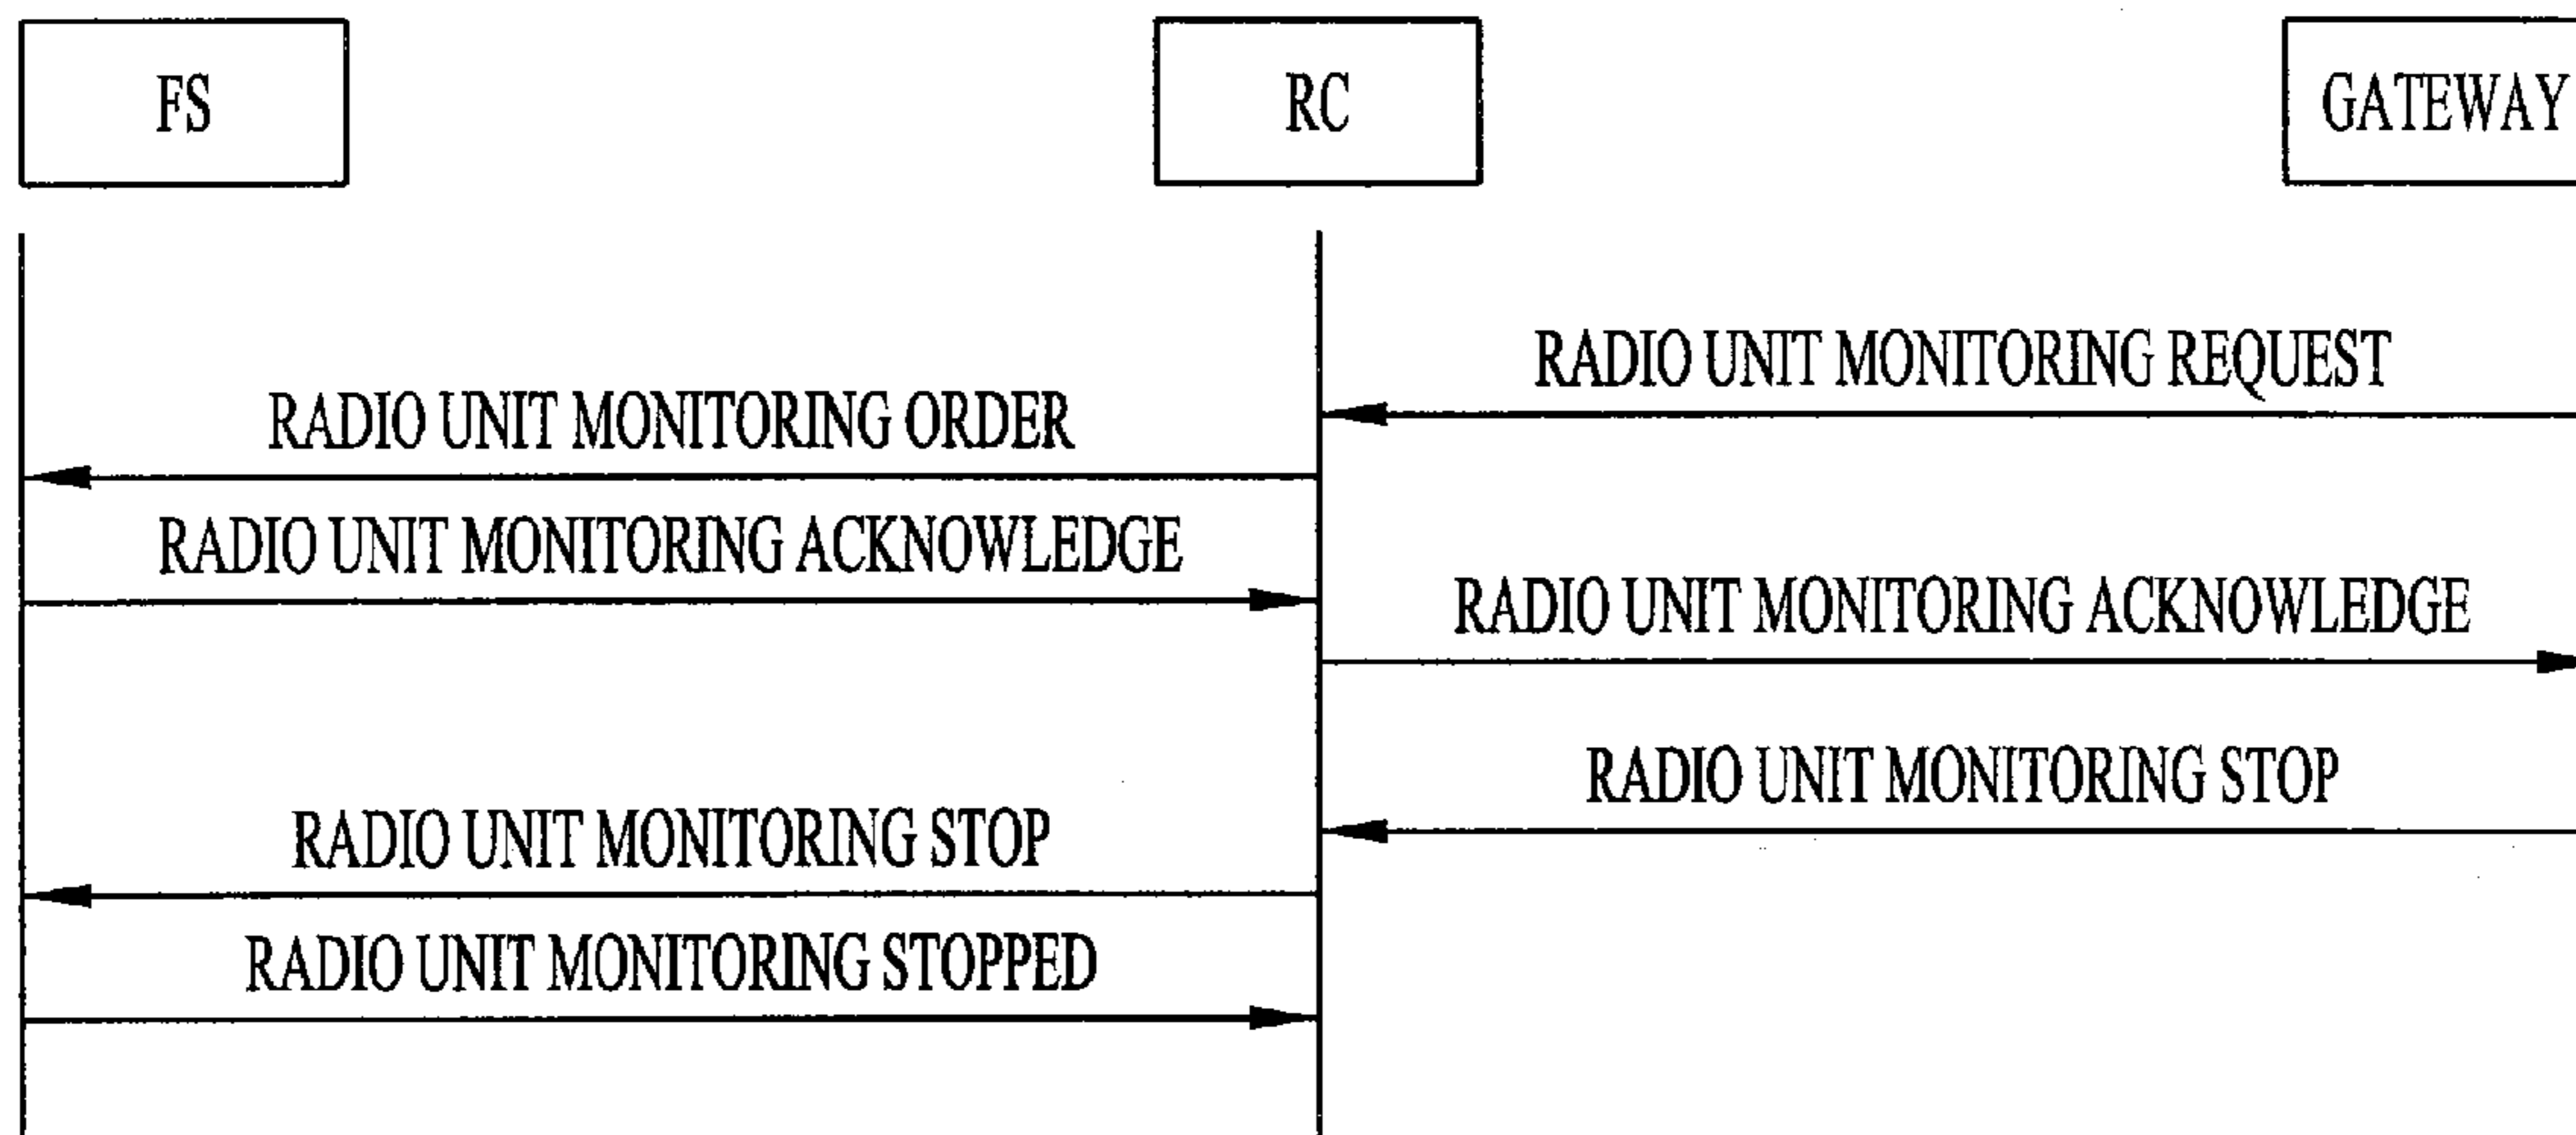 FS
RC
GATEWAY
RADIO UNIT MONITORING REQUEST
RADIO UNIT MONITORING ORDER
RADIO UNIT MONITORING ACKNOWLEDGE
RADIO UNIT MONITORING ACKNOWLEDGE
RADIO UNIT MONITORING STOP
RADIO UNIT MONITORING STOP
RADIO UNIT MONITORING STOPPED